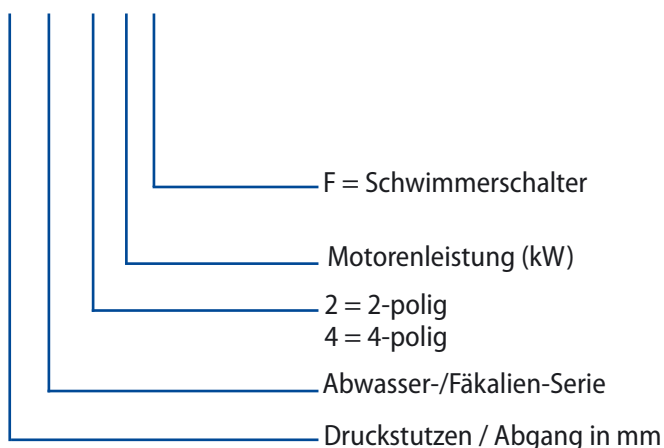 F = Schwimmerschalter
Motorenleistung (kW)
2 = 2-polig
4 = 4-polig
Abwasser-/Fäkalien-Serie
Druckstutzen / Abgang in mm